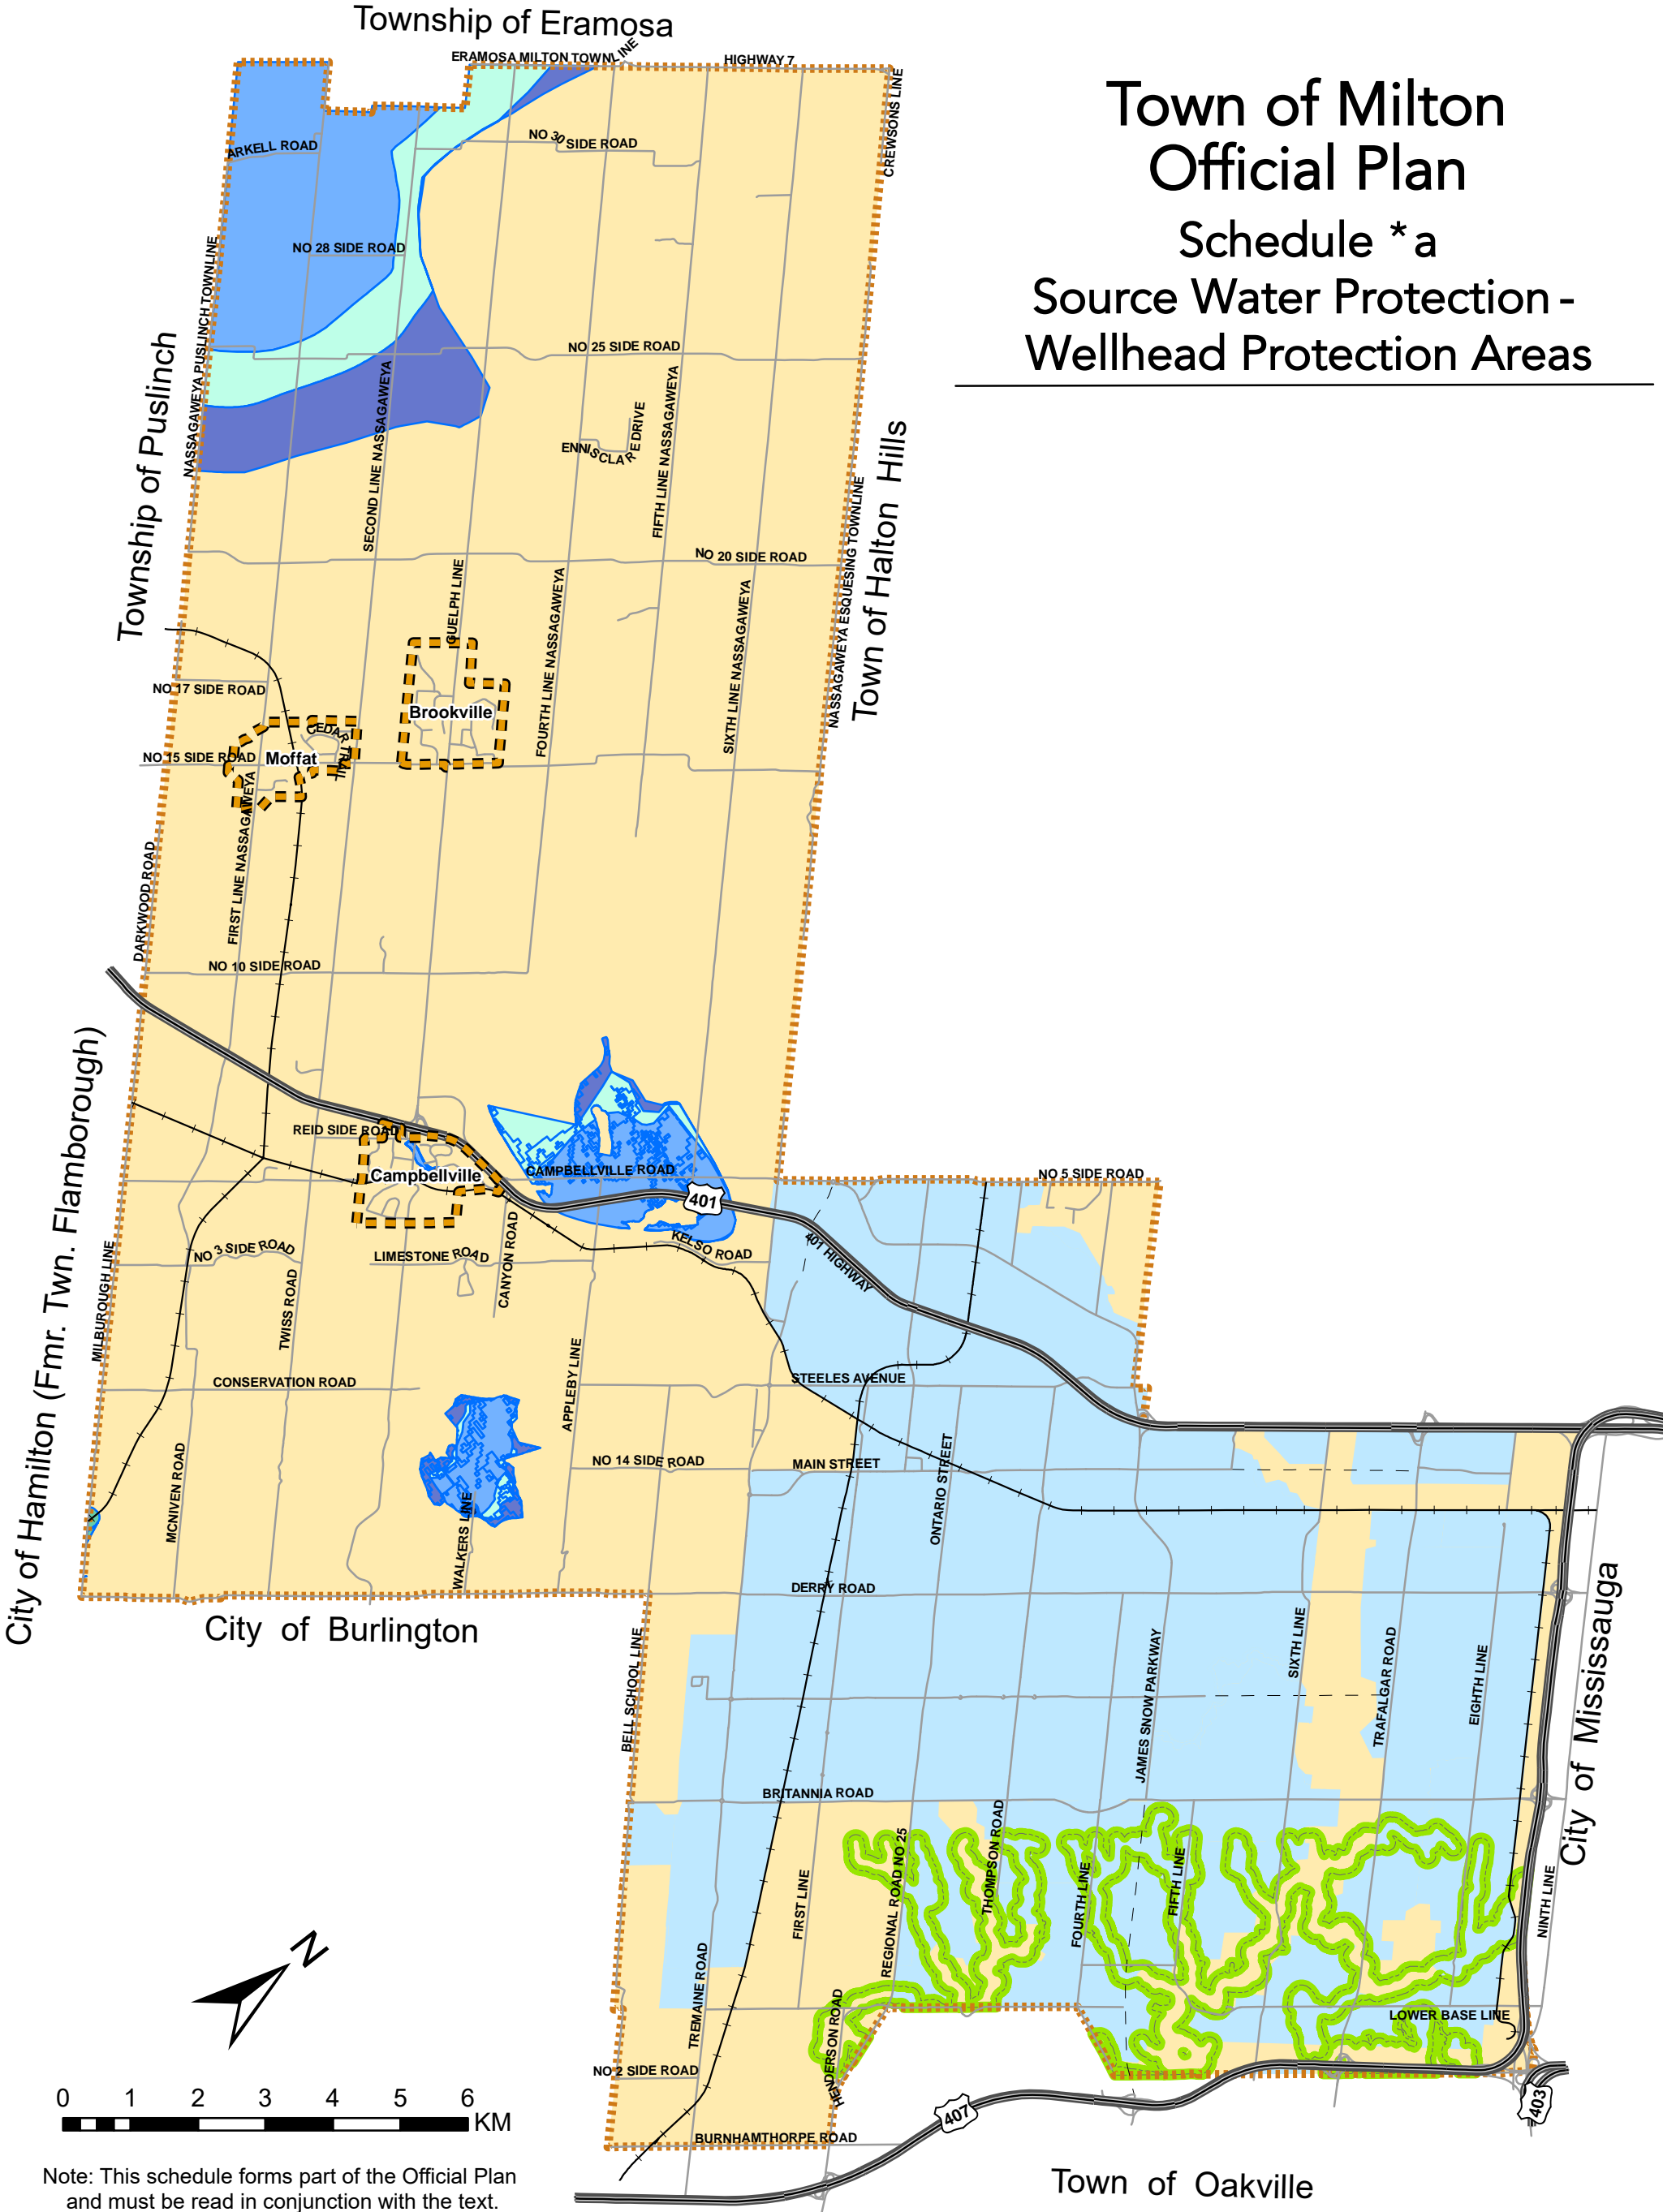 Township of Eramosa
ERAMOSA MILTON TOWNLINE
HIGHWAY 7
CREWSONS LINE
Town of Milton
Official Plan
Schedule *a
Source Water Protection -
Wellhead Protection Areas
ARKELL ROAD
NO 30 SIDE ROAD
NO 28 SIDE ROAD
NASSAGAWEYA PUSLINCH TOWNLINE
Township of Puslinch
NO 25 SIDE ROAD
SECOND LINE NASSAGAWEYA
ENNISCLARE DRIVE
FIFTH LINE NASSAGAWEYA
Town of Halton Hills
NASSAGAWEYA ESQUESING TOWNLINE
NO 20 SIDE ROAD
GUELPH LINE
FOURTH LINE NASSAGAWEYA
SIXTH LINE NASSAGAWEYA
NO 17 SIDE ROAD
Brookville
CEDAR TRAIL
NO 15 SIDE ROAD
Moffat
FIRST LINE NASSAGAWEYA
DARKWOOD ROAD
NO 10 SIDE ROAD
City of Hamilton (Fmr. Twn. Flamborough)
REID SIDE ROAD
Campbellville
CAMPBELLVILLE ROAD
401
NO 5 SIDE ROAD
401 HIGHWAY
KELSO ROAD
NO 3 SIDE ROAD
LIMESTONE ROAD
CANYON ROAD
MILBUROUGH LINE
TWISS ROAD
CONSERVATION ROAD
APPLEBY LINE
STEELES AVENUE
MCNIVEN ROAD
WALKERS LINE
NO 14 SIDE ROAD
MAIN STREET
ONTARIO STREET
DERRY ROAD
City of Burlington
BELL SCHOOL LINE
JAMES SNOW PARKWAY
SIXTH LINE
TRAFALGAR ROAD
EIGHTH LINE
City of Mississauga
BRITANNIA ROAD
FIRST LINE
REGIONAL ROAD NO 25
THOMPSON ROAD
FOURTH LINE
FIFTH LINE
NINTH LINE
TREMAINE ROAD
HENDERSON ROAD
LOWER BASE LINE
NO 2 SIDE ROAD
407
403
BURNHAMTHORPE ROAD
Town of Oakville
N
0 1 2 3 4 5 6
KM
Note: This schedule forms part of the Official Plan
and must be read in conjunction with the text.